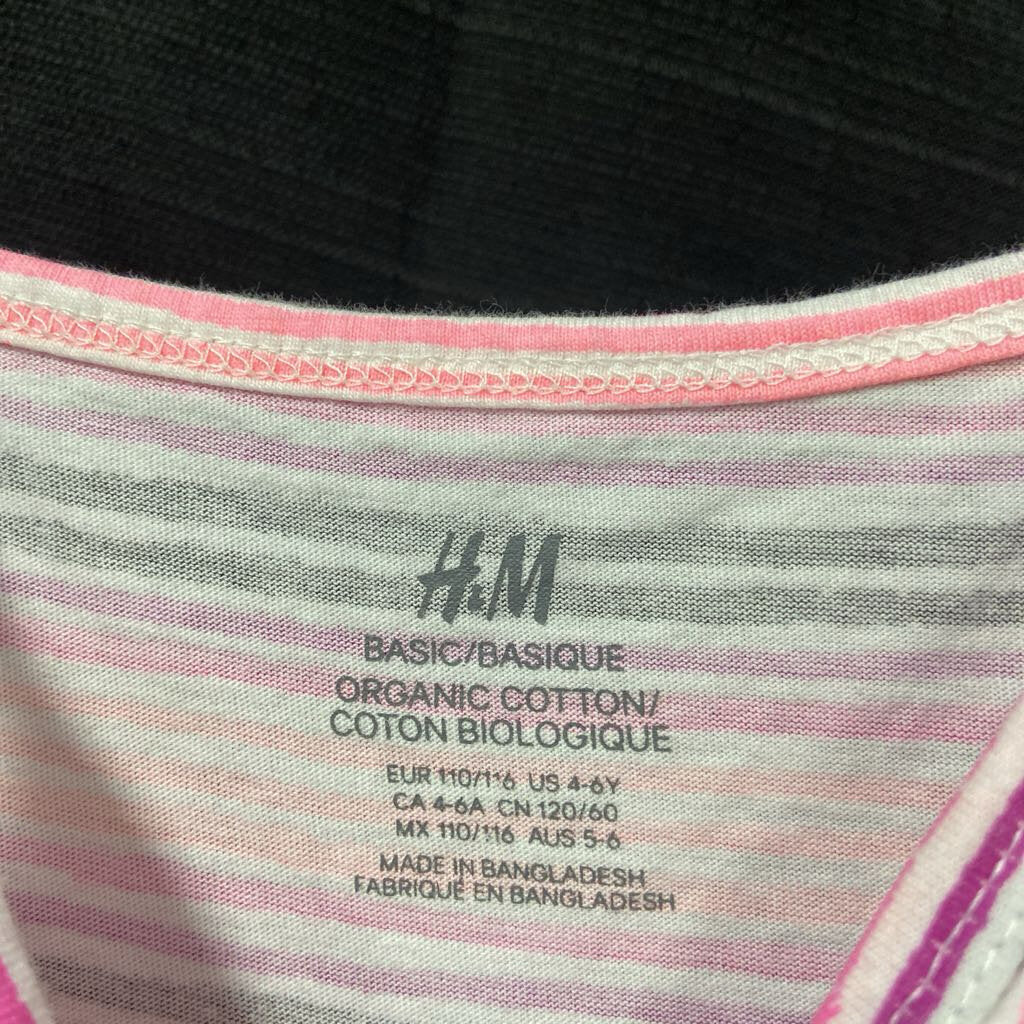 H&M
BASIC/BASIQUE
ORGANIC COTTON/
COTON BIOLOGIQUE
EUR 110/116 US 4-6Y
CA 4-6A CN 120/60
MX 110/116 AUS 5-6
MADE IN BANGLADESH
FABRIQUÉ EN BANGLADESH